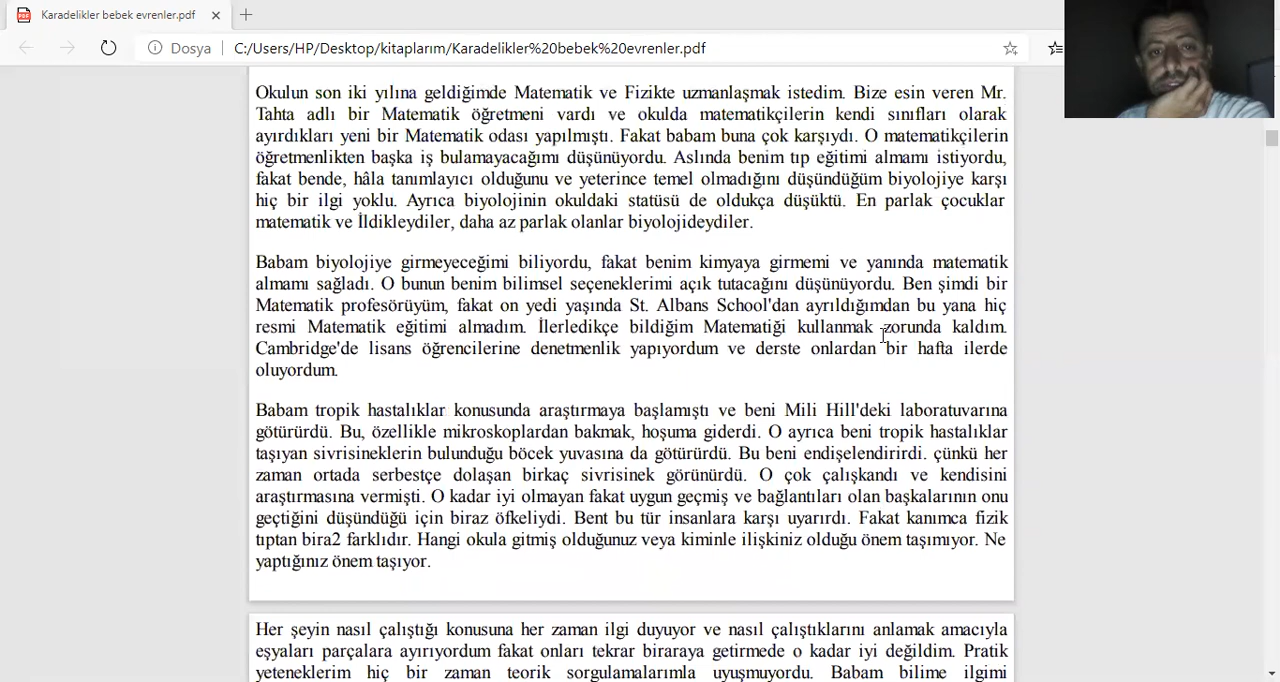 Karadelikler bebek evrenler.pdf
Dosya
C:/Users/HP/Desktop/kitaplarım/Karadelikler%20bebek%20evrenler.pdf
Okulun son iki yılına geldiğimde Matematik ve Fizikte uzmanlaşmak istedim. Bize esin veren Mr.
Tahta adlı bir Matematik öğretmeni vardı ve okulda matematikçilerin kendi sınıfları olarak
ayırdıkları yeni bir Matematik odası yapılmıştı. Fakat babam buna çok karşıydı. O matematikçilerin
öğretmenlikten başka iş bulamayacağımı düşünüyordu. Aslında benim tıp eğitimi almamı istiyordu,
fakat bende, hâla tanımlayıcı olduğunu ve yeterince temel olmadığını düşündüğüm biyolojiye karşı
hiç bir ilgi yoklu. Ayrıca biyolojinin okuldaki statüsü de oldukça düşüktü. En parlak çocuklar
matematik ve İldikleydiler, daha az parlak olanlar biyolojideydiler.
Babam biyolojiye girmeyeceğimi biliyordu, fakat benim kimyaya girmemi ve yanında matematik
almamı sağladı. O bunun benim bilimsel seçeneklerimi açık tutacağını düşünüyordu. Ben şimdi bir
Matematik profesörüyüm, fakat on yedi yaşında St. Albans School'dan ayrıldığımdan bu yana hiç
resmi Matematik eğitimi almadım. İlerledikçe bildiğim Matematiği kullanmak zorunda kaldım.
Cambridge'de lisans öğrencilerine denetmenlik yapıyordum ve derste onlardan bir hafta ilerde
oluyordum.
Babam tropik hastalıklar konusunda araştırmaya başlamıştı ve beni Mili Hill'deki laboratuvarına
götürürdü. Bu, özellikle mikroskoplardan bakmak, hoşuma giderdi. O ayrıca beni tropik hastalıklar
taşıyan sivrisineklerin bulunduğu böcek yuvasına da götürürdü. Bu beni endişelendirirdi. çünkü her
zaman ortada serbestçe dolaşan birkaç sivrisinek görünürdü. O çok çalışkandı ve kendisini
araştırmasına vermişti. O kadar iyi olmayan fakat uygun geçmiş ve bağlantıları olan başkalarının onu
geçtiğini düşündüğü için biraz öfkeliydi. Bent bu tür insanlara karşı uyarırdı. Fakat kanımca fizik
tıptan bira2 farklıdır. Hangi okula gitmiş olduğunuz veya kiminle ilişkiniz olduğu önem taşımıyor. Ne
yaptığınız önem taşıyor.
Her şeyin nasıl çalıştığı konusuna her zaman ilgi duyuyor ve nasıl çalıştıklarını anlamak amacıyla
eşyaları parçalara ayırıyordum fakat onları tekrar biraraya getirmede o kadar iyi değildim. Pratik
yeteneklerim hiç bir zaman teorik sorgulamalarımla uyuşmuyordu. Babam bilime ilgimi